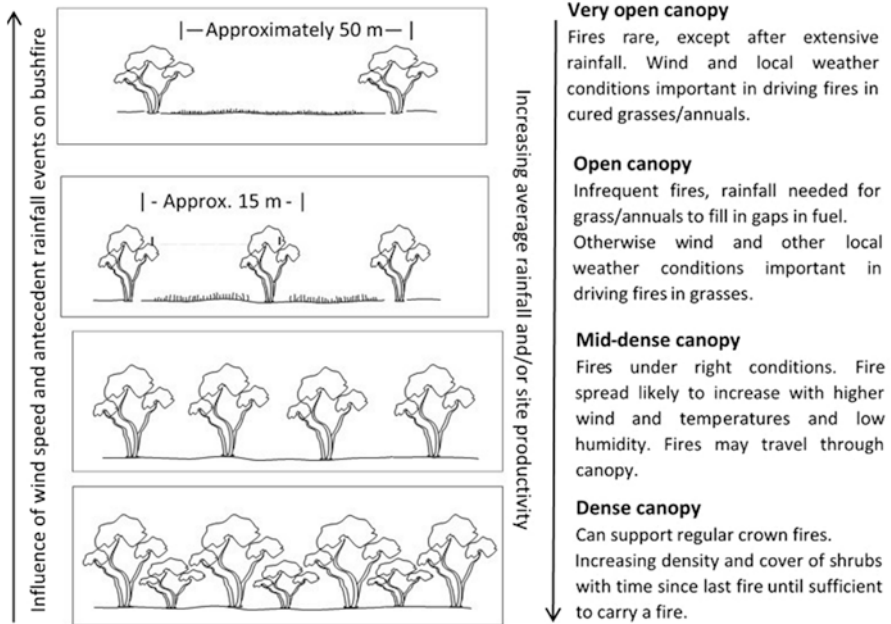 Influence of wind speed and antecedent rainfall events on bushfire
|—Approximately 50 m— |
| - Approx. 15 m- |
Increasing average rainfall and/or site productivity
Very open canopy
Fires rare, except after extensive
rainfall. Wind and local weather
conditions important in driving fires in
cured grasses/annuals.
Open canopy
Infrequent fires, rainfall needed for
grass/annuals to fill in gaps in fuel.
Otherwise wind and other local
weather conditions important in
driving fires in grasses.
Mid-dense canopy
Fires under right conditions. Fire
spread likely to increase with higher
wind and temperatures and low
humidity. Fires may travel through
canopy.
Dense canopy
Can support regular crown fires.
Increasing density and cover of shrubs
with time since last fire until sufficient
to carry a fire.